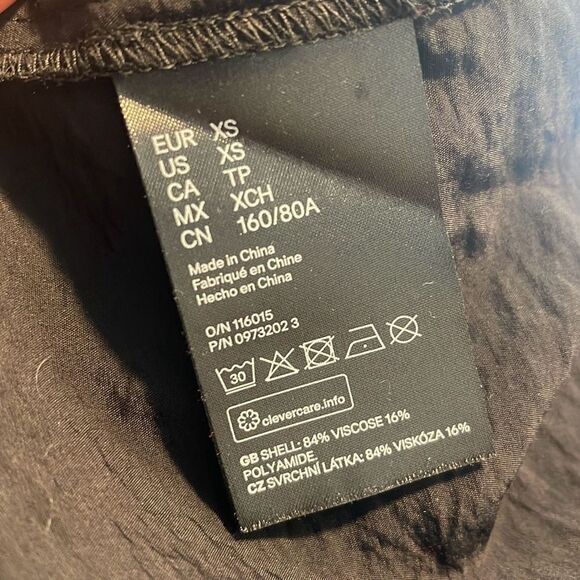 EUR XS
US XS
CA TP
MX XCH
CN 160/80A
Made in China
Fabriqué en Chine
Hecho en China
O/N 116015
P/N 0973202 3
30
clevercare.info
GB SHELL: 84% VISCOSE 16%
POLYAMIDE.
CZ SVRCHNÍ LÁTKA: 84% VISKÓZA 16%